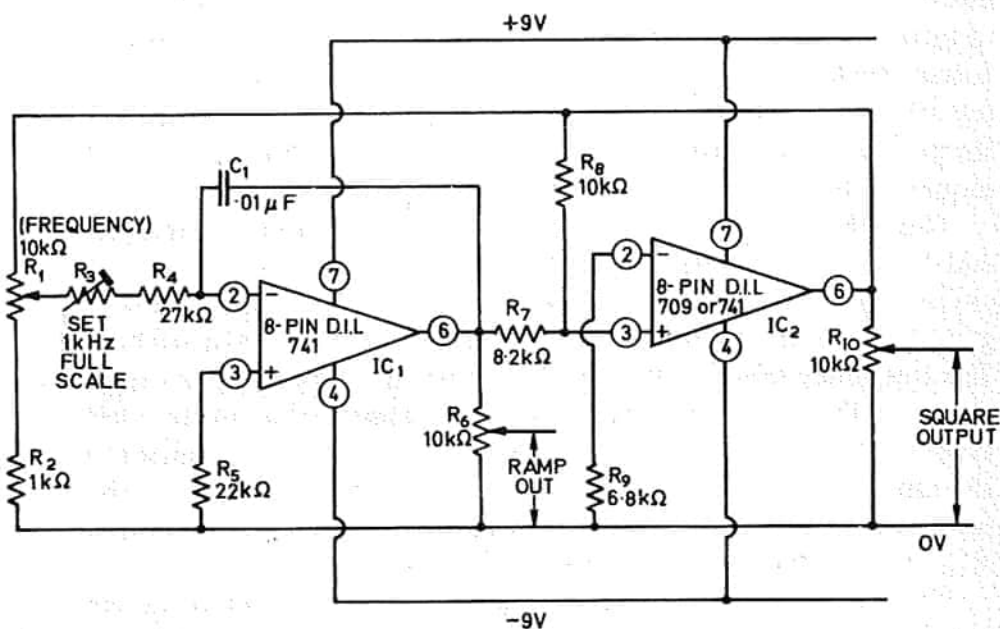 +9V
C1
·01 μF
R8
10kΩ
(FREQUENCY)
10kΩ
R1
R3
R4
27kΩ
SET
1kHz
FULL
SCALE
7
2
3
6
4
8-PIN D.I.L
741
IC1
R7
8·2kΩ
7
2
3
6
4
8-PIN D.I.L
709 or 741
IC2
R10
10kΩ
SQUARE
OUTPUT
R6
10kΩ
RAMP
OUT
R2
1kΩ
R5
22kΩ
R9
6·8kΩ
0V
-9V